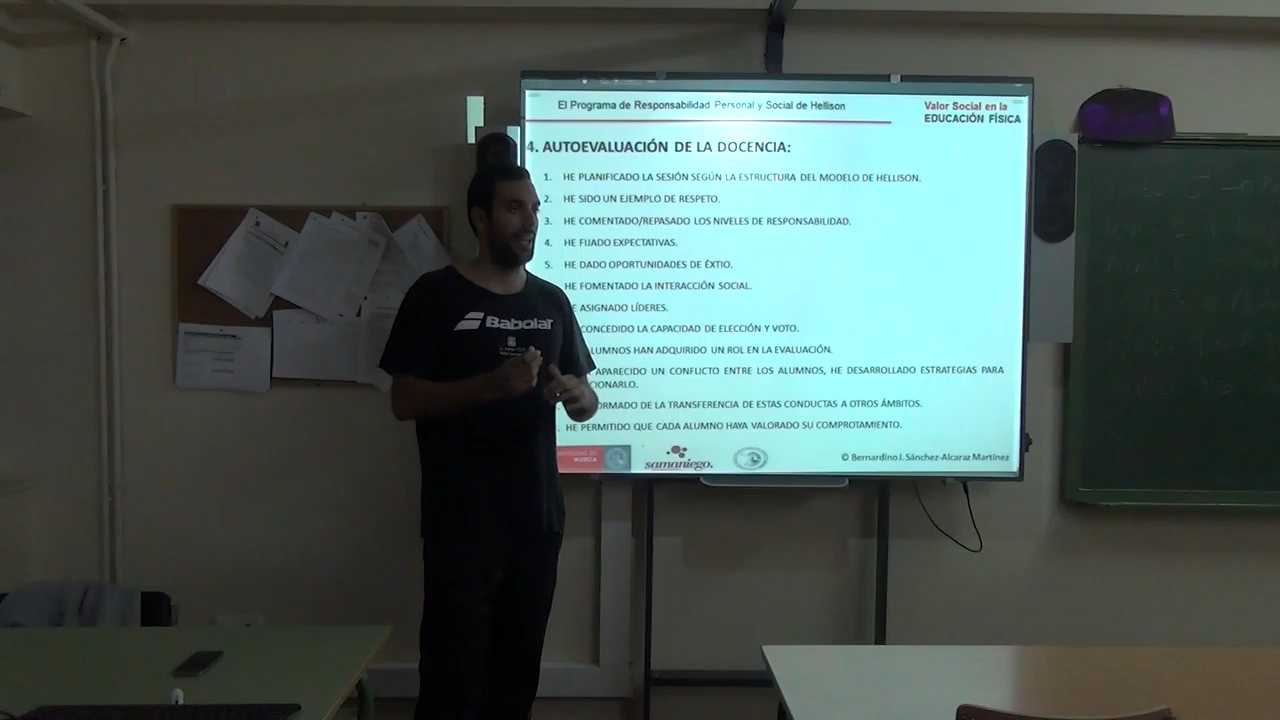 El Programa de Responsabilidad Personal y Social de Hellison
Valor Social en la
EDUCACIÓN FÍSICA
4. AUTOEVALUACIÓN DE LA DOCENCIA:
1. HE PLANIFICADO LA SESIÓN SEGÚN LA ESTRUCTURA DEL MODELO DE HELLISON.
2. HE SIDO UN EJEMPLO DE RESPETO.
3. HE COMENTADO/REPASADO LOS NIVELES DE RESPONSABILIDAD.
4. HE FIJADO EXPECTATIVAS.
5. HE DADO OPORTUNIDADES DE ÉXTIO.
HE FOMENTADO LA INTERACCIÓN SOCIAL.
ASIGNADO LÍDERES.
CONCEDIDO LA CAPACIDAD DE ELECCIÓN Y VOTO.
ALUMNOS HAN ADQUIRIDO UN ROL EN LA EVALUACIÓN.
APARECIDO UN CONFLICTO ENTRE LOS ALUMNOS, HE DESARROLLADO ESTRATEGIAS PARA
DE LA TRANSFERENCIA DE ESTAS CONDUCTAS A OTROS ÁMBITOS.
HE PERMITIDO QUE CADA ALUMNO HAYA VALORADO SU COMPROTAMIENTO.
MURCIA
samaniego.
© Bernardino J. Sánchez-Alcaraz Martínez
Babolat